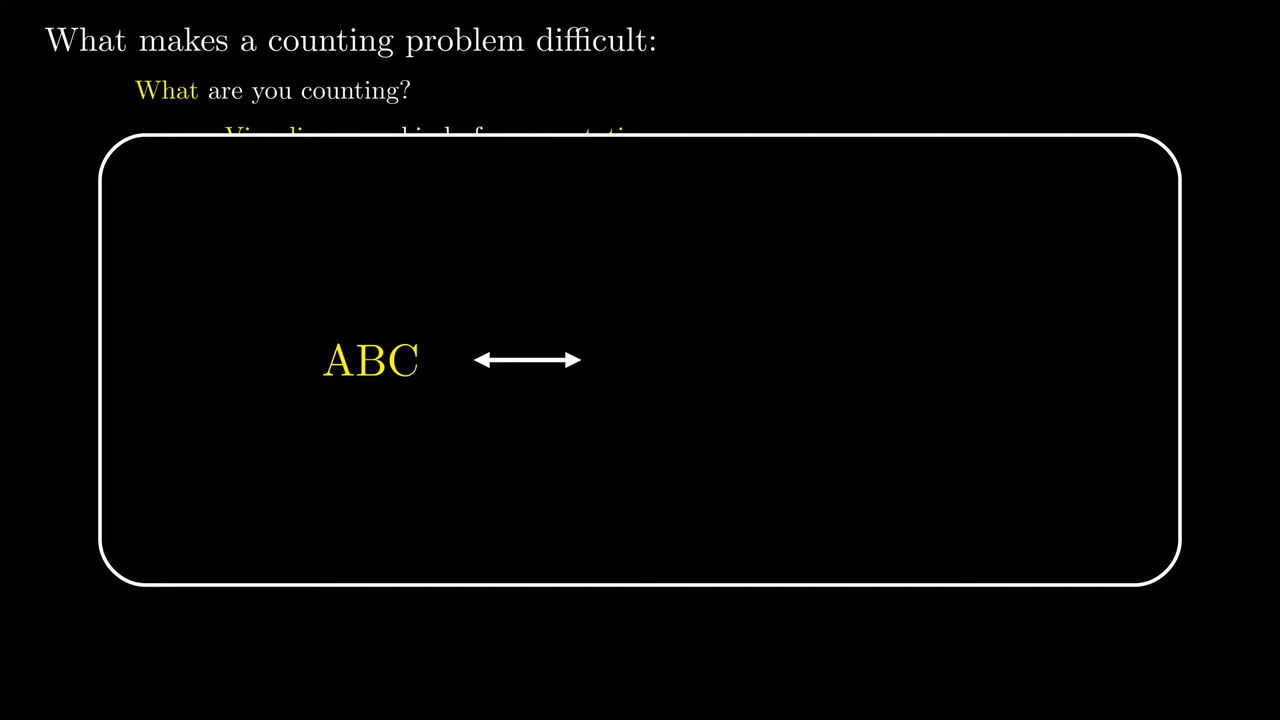 What makes a counting problem difficult:
What are you counting?
ABC